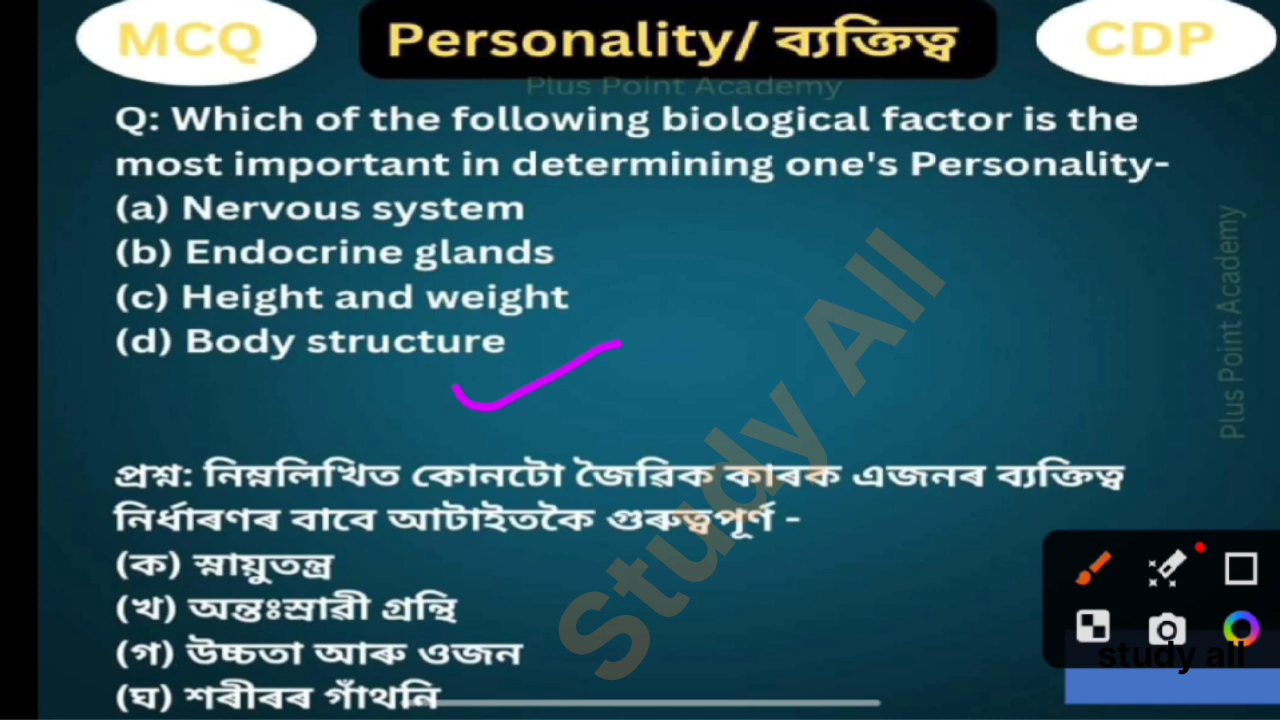 MCQ
Personality/ ব্যক্তিত্ব
CDP
Plus Point Academy
Q: Which of the following biological factor is the
most important in determining one's Personality-
(a) Nervous system
(b) Endocrine glands
(c) Height and weight
(d) Body structure
প্ৰশ্ন: নিম্নলিখিত কোনটো জৈৱিক কাৰক এজনৰ ব্যক্তিত্ব
নিৰ্ধাৰণৰ বাবে আটাইতকৈ গুৰুত্বপূৰ্ণ -
(ক) স্নায়ুতন্ত্ৰ
(খ) অন্তঃস্ৰাৱী গ্ৰন্থি
(গ) উচ্চতা আৰু ওজন
(ঘ) শৰীৰৰ গাঁথনি
Study All
Plus Point Academy
study all